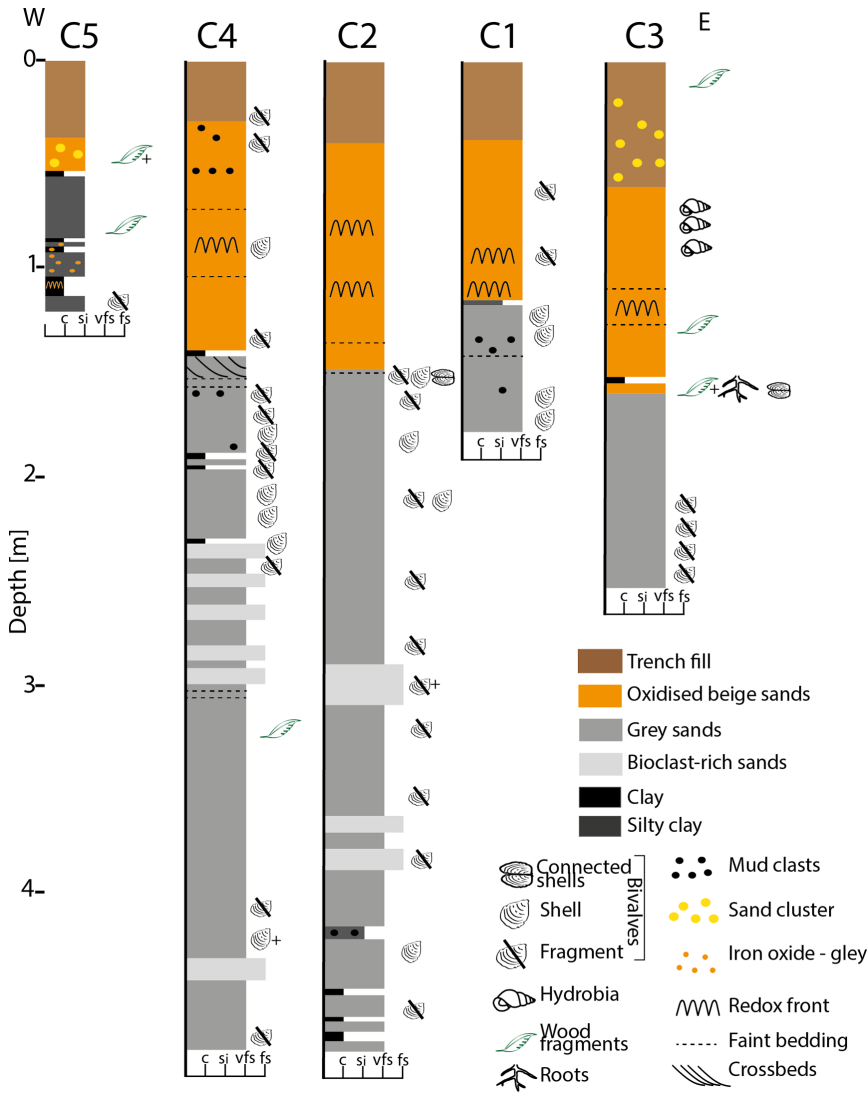 W
E
C5
C4
C2
C1
C3
0
1
2
3
4
Depth [m]
c si vfs fs
c si vfs fs
c si vfs fs
c si vfs fs
c si vfs fs
+
+
+
+
Trench fill
Oxidised beige sands
Grey sands
Bioclast-rich sands
Clay
Silty clay
Connected
shells
Shell
Fragment
Bivalves
Hydrobia
Wood
fragments
Roots
Mud clasts
Sand cluster
Iron oxide - gley
Redox front
Faint bedding
Crossbeds